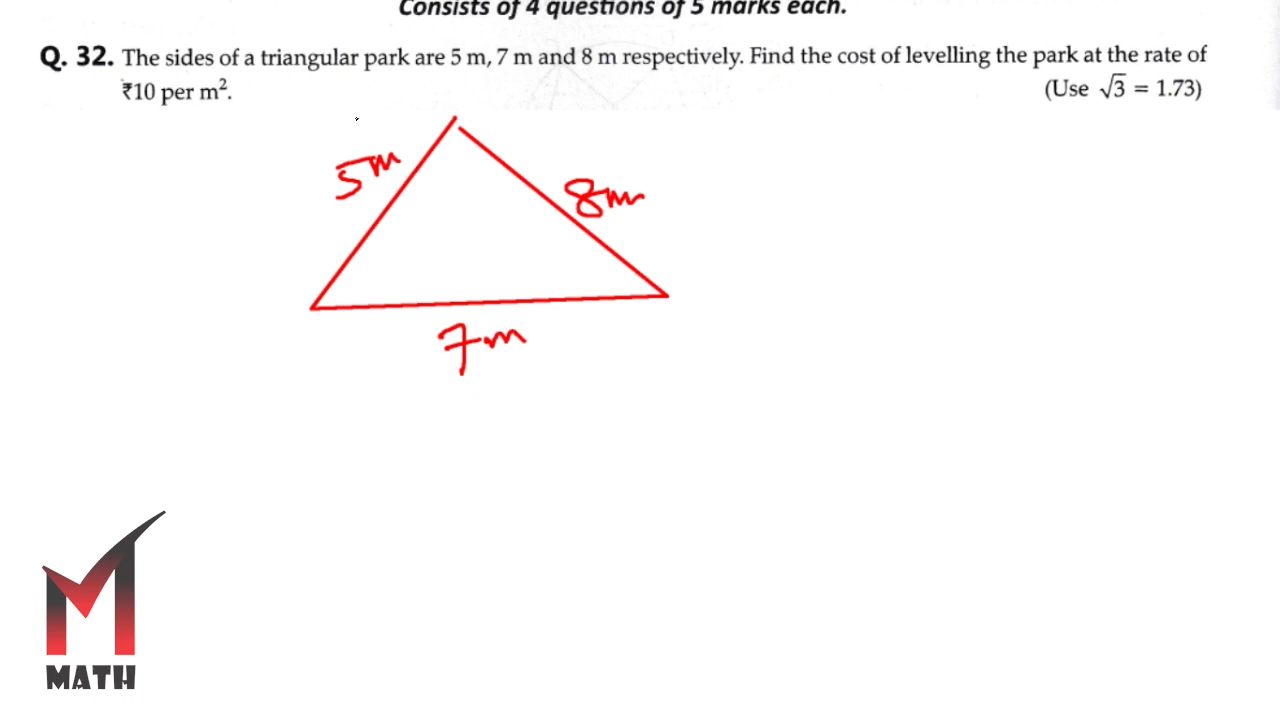 Consists of 4 questions of 5 marks each.
Q. 32. The sides of a triangular park are 5 m, 7 m and 8 m respectively. Find the cost of levelling the park at the rate of
₹10 per m². (Use √3 = 1.73)
5m
8m
7m
MATH